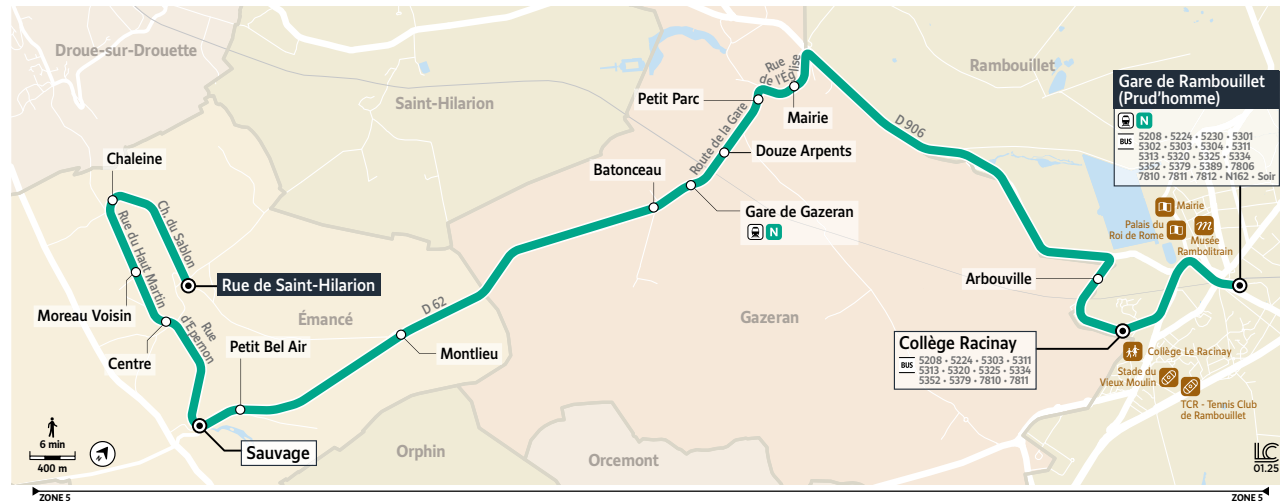 Droue-sur-Drouette
Saint-Hilarion
Rambouillet
Émancé
Gazeran
Orphin
Orcemont
Chaleine
Ch. du Sablon
Rue du Haut Martin
Rue de Saint-Hilarion
Moreau Voisin
Centre
Rue
d'Epernon
Petit Bel Air
Sauvage
D 62
Montlieu
Batonceau
Gare de Gazeran
N
Route de la Gare
Douze Arpents
Petit Parc
Rue
de l'Église
Mairie
D 906
Arbouville
Collège Racinay
BUS
5208 • 5224 • 5303 • 5311
5313 • 5320 • 5325 • 5334
5352 • 5379 • 7810 • 7811
Gare de Rambouillet
(Prud'homme)
N
BUS
5208 • 5224 • 5230 • 5301
5302 • 5303 • 5304 • 5311
5313 • 5320 • 5325 • 5334
5352 • 5379 • 5389 • 7806
7810 • 7811 • 7812 • N162 • Soir
Mairie
Palais du
Roi de Rome
Musée
Rambolitrain
Collège Le Racinay
Stade du
Vieux Moulin
TCR - Tennis Club
de Rambouillet
6 min
400 m
LC
01.25
ZONE 5
ZONE 5